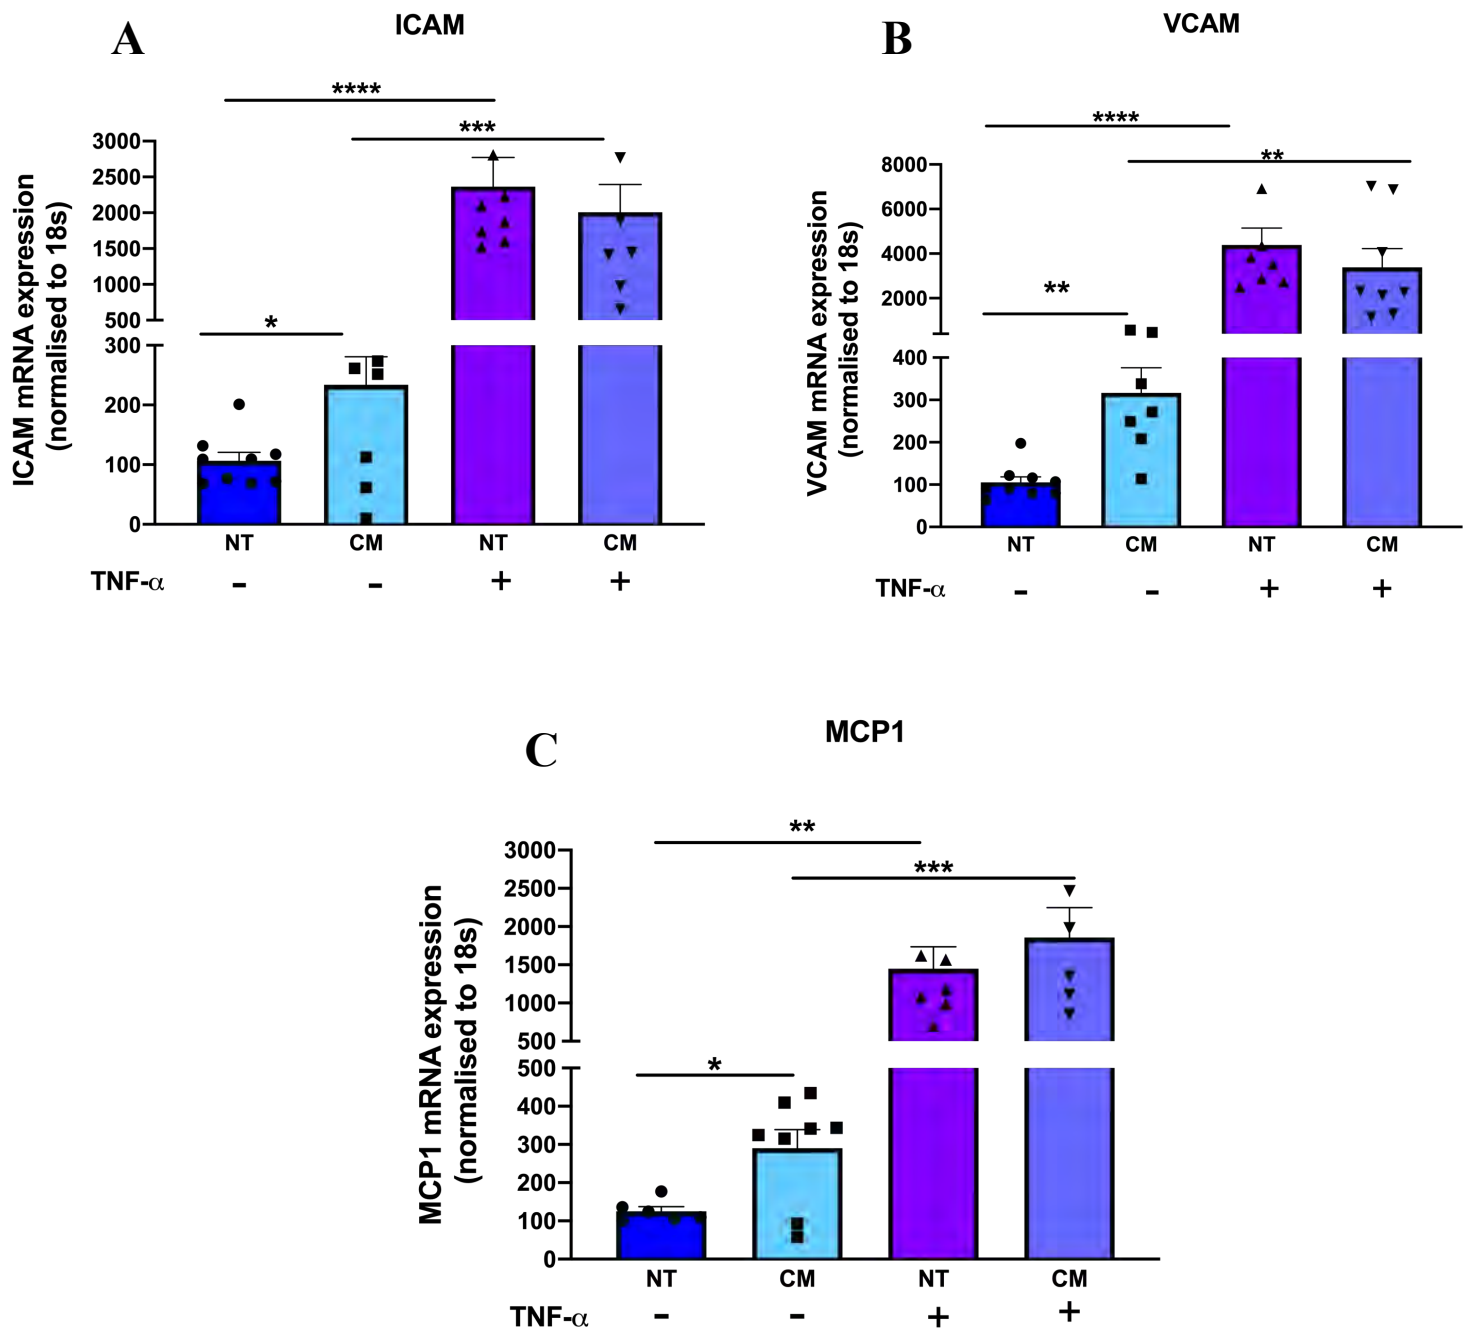 A
ICAM
****
***
*
ICAM mRNA expression
(normalised to 18s)
3000
2500
2000
1500
1000
500
300
200
100
0
NT CM NT CM
TNF-α - - + +
B
VCAM
****
**
**
VCAM mRNA expression
(normalised to 18s)
8000
6000
4000
2000
400
300
200
100
0
NT CM NT CM
TNF-α - - + +
C
MCP1
**
***
*
MCP1 mRNA expression
(normalised to 18s)
3000
2500
2000
1500
1000
500
500
400
300
200
100
0
NT CM NT CM
TNF-α - - + +